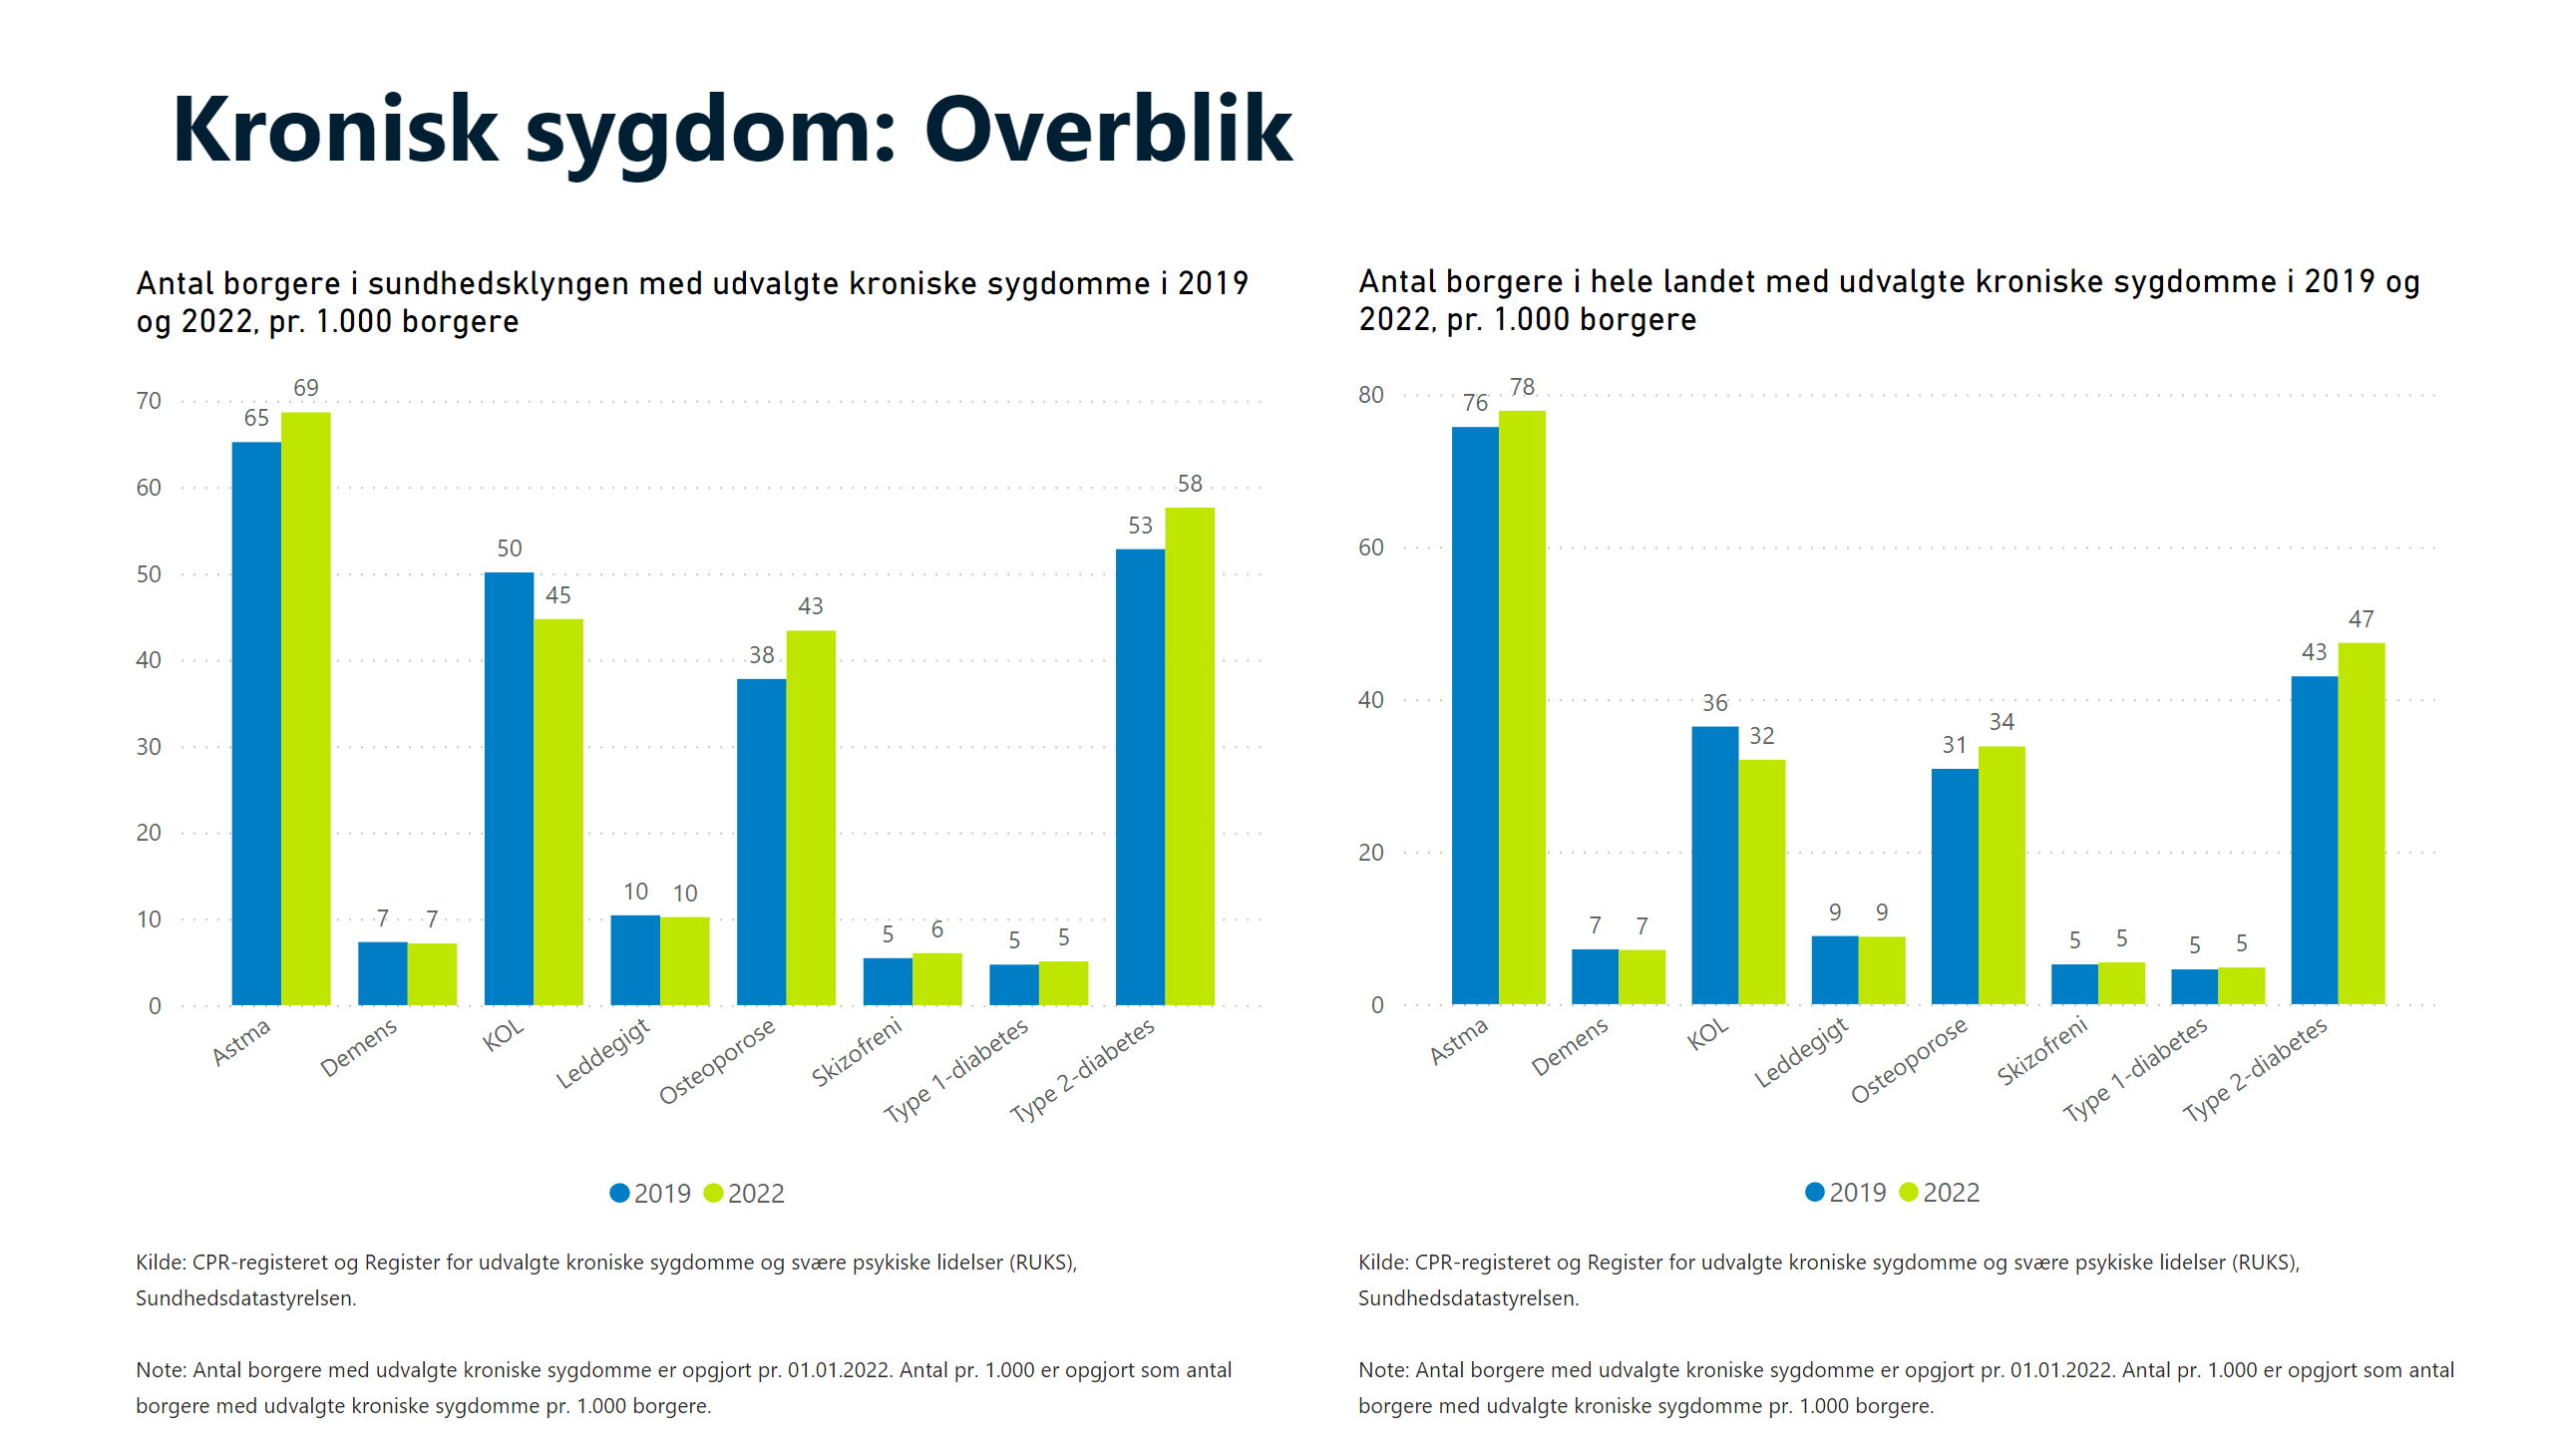 Kronisk sygdom: Overblik
Antal borgere i sundhedsklyngen med udvalgte kroniske sygdomme i 2019
og 2022, pr. 1.000 borgere
70
60
50
40
30
20
10
0
65
69
7
7
50
45
10
10
38
43
5
6
5
5
53
58
Astma
Demens
KOL
Leddegigt
Osteoporose
Skizofreni
Type 1-diabetes
Type 2-diabetes
2019
2022
Kilde: CPR-registeret og Register for udvalgte kroniske sygdomme og svære psykiske lidelser (RUKS),
Sundhedsdatastyrelsen.
Note: Antal borgere med udvalgte kroniske sygdomme er opgjort pr. 01.01.2022. Antal pr. 1.000 er opgjort som antal
borgere med udvalgte kroniske sygdomme pr. 1.000 borgere.
Antal borgere i hele landet med udvalgte kroniske sygdomme i 2019 og
2022, pr. 1.000 borgere
80
60
40
20
0
76
78
7
7
36
32
9
9
31
34
5
5
5
5
43
47
Astma
Demens
KOL
Leddegigt
Osteoporose
Skizofreni
Type 1-diabetes
Type 2-diabetes
2019
2022
Kilde: CPR-registeret og Register for udvalgte kroniske sygdomme og svære psykiske lidelser (RUKS),
Sundhedsdatastyrelsen.
Note: Antal borgere med udvalgte kroniske sygdomme er opgjort pr. 01.01.2022. Antal pr. 1.000 er opgjort som antal
borgere med udvalgte kroniske sygdomme pr. 1.000 borgere.